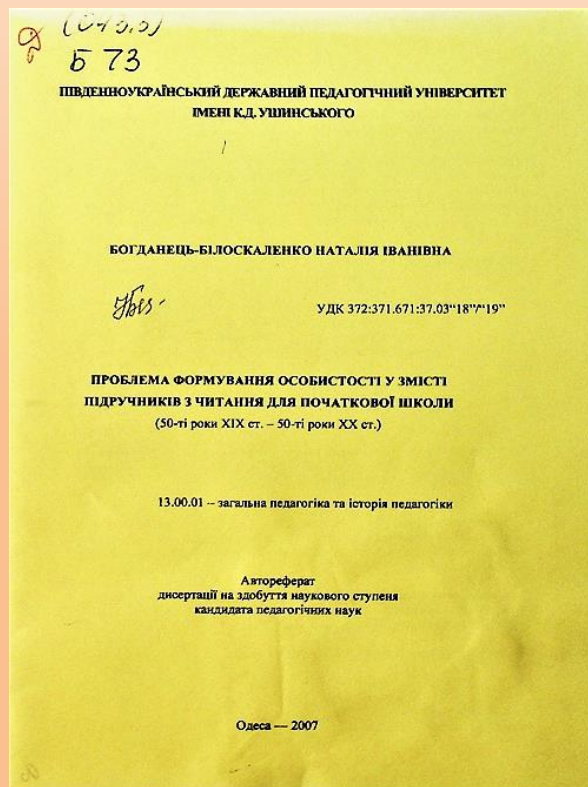 Б 73
ПІВДЕННОУКРАЇНСЬКИЙ ДЕРЖАВНИЙ ПЕДАГОГІЧНИЙ УНІВЕРСИТЕТ
ІМЕНІ К.Д. УШИНСЬКОГО
БОГДАНЕЦЬ-БІЛОСКАЛЕНКО НАТАЛІЯ ІВАНІВНА
УДК 372:371.671:37.03“18”/“19”
ПРОБЛЕМА ФОРМУВАННЯ ОСОБИСТОСТІ У ЗМІСТІ
ПІДРУЧНИКІВ З ЧИТАННЯ ДЛЯ ПОЧАТКОВОЇ ШКОЛИ
(50-ті роки ХІХ ст. – 50-ті роки ХХ ст.)
13.00.01 – загальна педагогіка та історія педагогіки
Автореферат
дисертації на здобуття наукового ступеня
кандидата педагогічних наук
Одеса — 2007